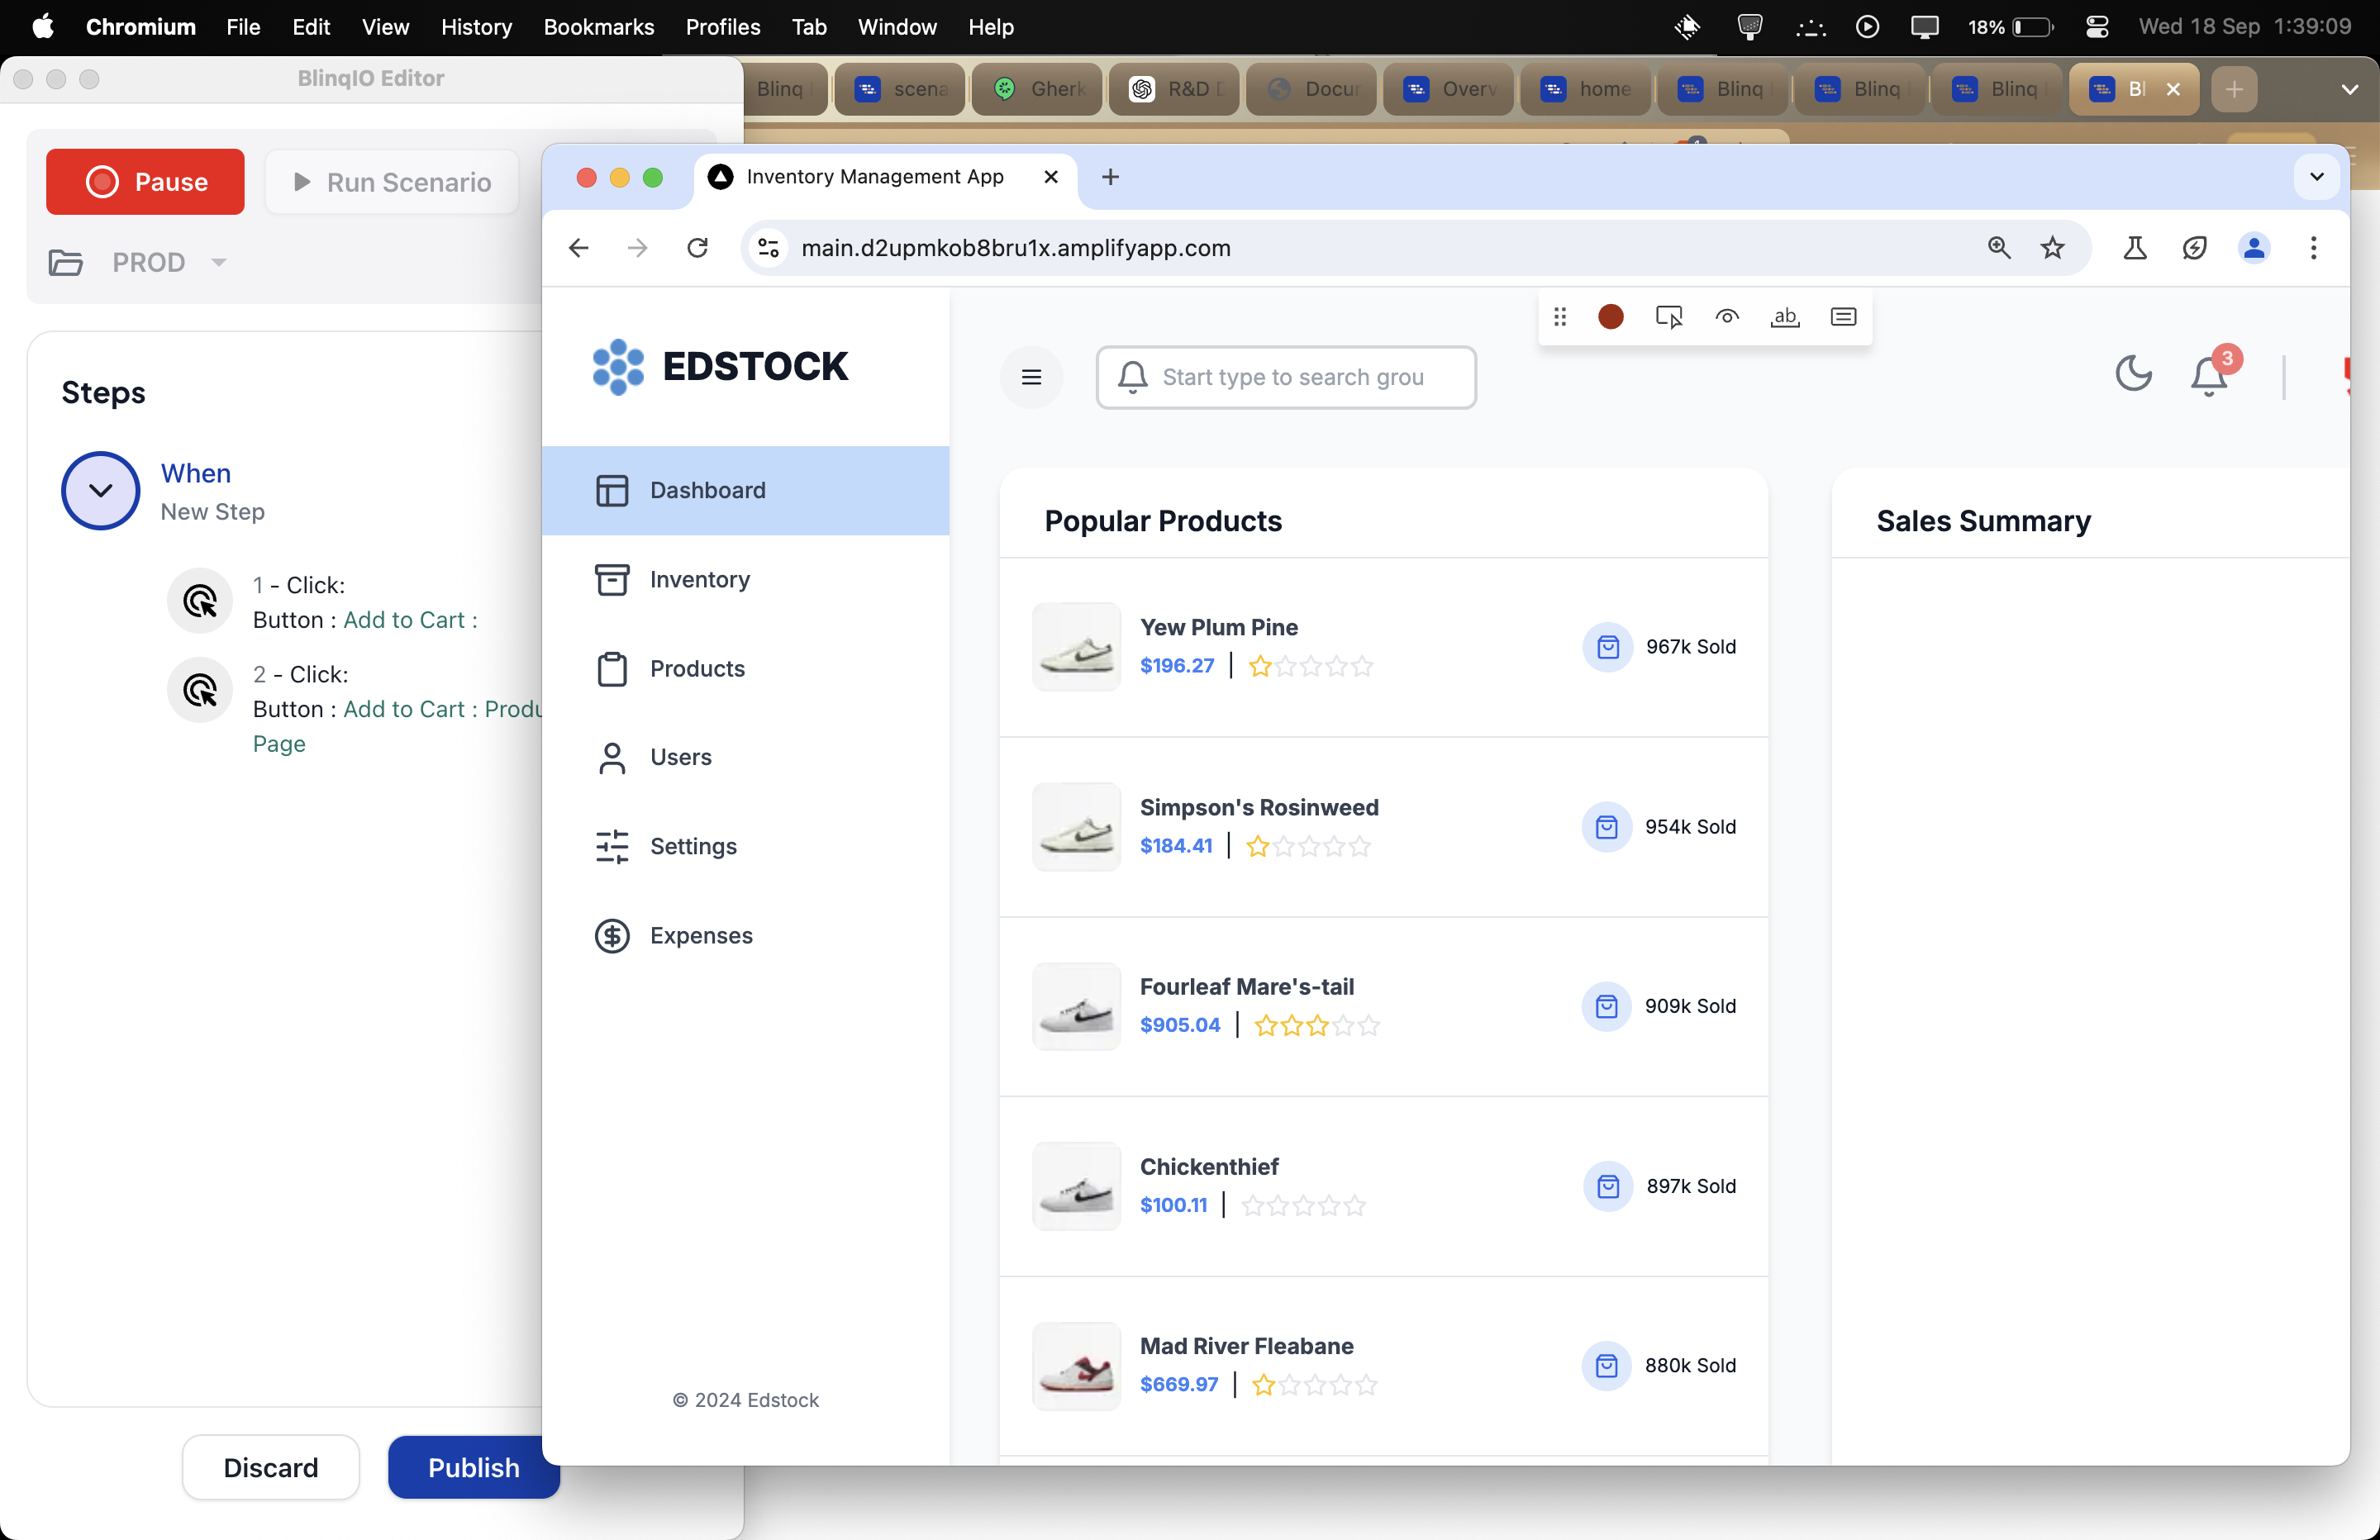 Chromium File Edit View History Bookmarks Profiles Tab Window Help 18% Wed 18 Sep 1:39:09
BlinqIO Editor
Blinq scena Gherk R&D D Docur Overv home Blinq Blinq Blinq Bl
Pause
Run Scenario
PROD
Steps
When
New Step
1 - Click:
Button : Add to Cart :
2 - Click:
Button : Add to Cart : Produ
Page
Discard
Publish
Inventory Management App
main.d2upmkob8bru1x.amplifyapp.com
ab
EDSTOCK
Start type to search grou
3
Dashboard
Inventory
Products
Users
Settings
Expenses
© 2024 Edstock
Popular Products
Yew Plum Pine
$196.27
967k Sold
Simpson's Rosinweed
$184.41
954k Sold
Fourleaf Mare's-tail
$905.04
909k Sold
Chickenthief
$100.11
897k Sold
Mad River Fleabane
$669.97
880k Sold
Sales Summary